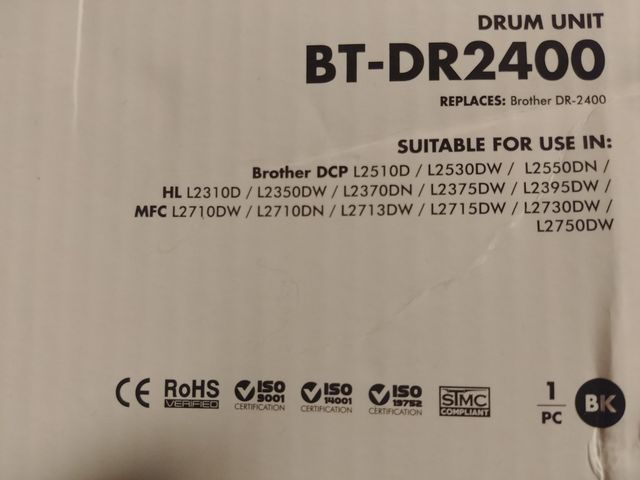 DRUM UNIT
BT-DR2400
REPLACES: Brother DR-2400
SUITABLE FOR USE IN:
Brother DCP L2510D / L2530DW / L2550DN /
HL L2310D / L2350DW / L2370DN / L2375DW / L2395DW /
MFC L2710DW / L2710DN / L2713DW / L2715DW / L2730DW /
L2750DW
CE RoHS VERIFIED ISO 9001 CERTIFICATION ISO 14001 CERTIFICATION ISO 19752 CERTIFICATION STMC COMPLIANT 1 PC BK